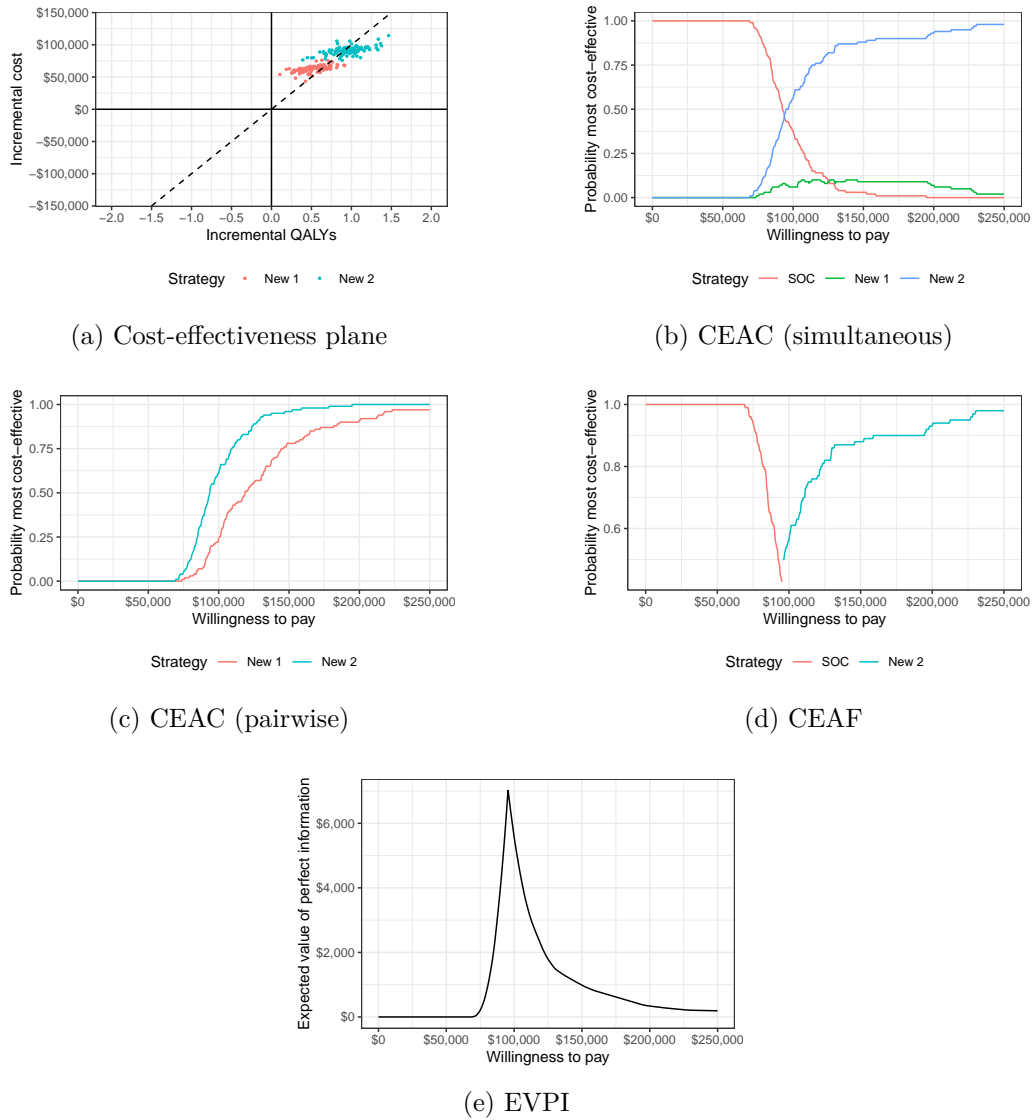 Incremental cost
$150,000
$100,000
$50,000
$0
−$50,000
−$100,000
−$150,000
−2.0 −1.5 −1.0 −0.5 0.0 0.5 1.0 1.5 2.0
Incremental QALYs
Strategy New 1 New 2
(a) Cost-effectiveness plane
Probability most cost−effective
1.00
0.75
0.50
0.25
0.00
$0 $50,000 $100,000 $150,000 $200,000 $250,000
Willingness to pay
Strategy SOC New 1 New 2
(b) CEAC (simultaneous)
Probability most cost−effective
1.00
0.75
0.50
0.25
0.00
$0 $50,000 $100,000 $150,000 $200,000 $250,000
Willingness to pay
Strategy New 1 New 2
(c) CEAC (pairwise)
Probability most cost−effective
1.0
0.8
0.6
$0 $50,000 $100,000 $150,000 $200,000 $250,000
Willingness to pay
Strategy SOC New 2
(d) CEAF
Expected value of perfect information
$6,000
$4,000
$2,000
$0
$0 $50,000 $100,000 $150,000 $200,000 $250,000
Willingness to pay
(e) EVPI